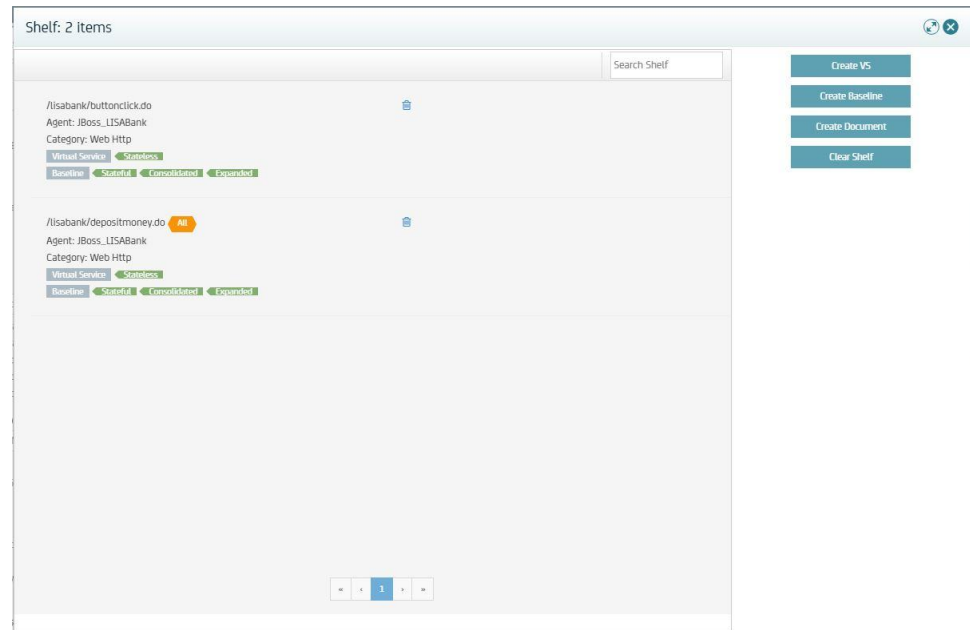 Shelf: 2 items
Search Shelf
Create VS
Create Baseline
Create Document
Clear Shelf
/lisabank/buttonclick.do
Agent: JBoss_LISABank
Category: Web Http
Virtual Service Stateless
Baseline Stateful Consolidated Expanded
/lisabank/depositmoney.do All
Agent: JBoss_LISABank
Category: Web Http
Virtual Service Stateless
Baseline Stateful Consolidated Expanded
« ‹ 1 › »